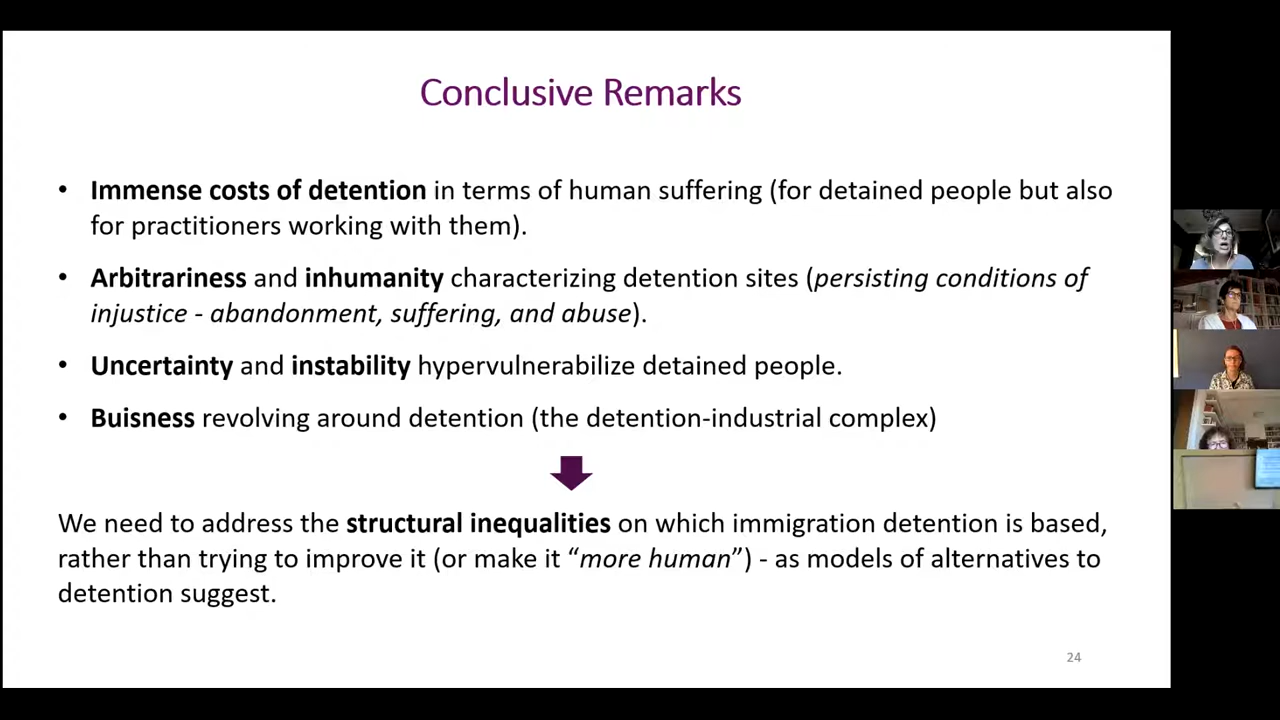 Conclusive Remarks
• Immense costs of detention in terms of human suffering (for detained people but also
for practitioners working with them).
• Arbitrariness and inhumanity characterizing detention sites (persisting conditions of
injustice - abandonment, suffering, and abuse).
• Uncertainty and instability hypervulnerabilize detained people.
• Buisness revolving around detention (the detention-industrial complex)
We need to address the structural inequalities on which immigration detention is based,
rather than trying to improve it (or make it “more human”) - as models of alternatives to
detention suggest.
24